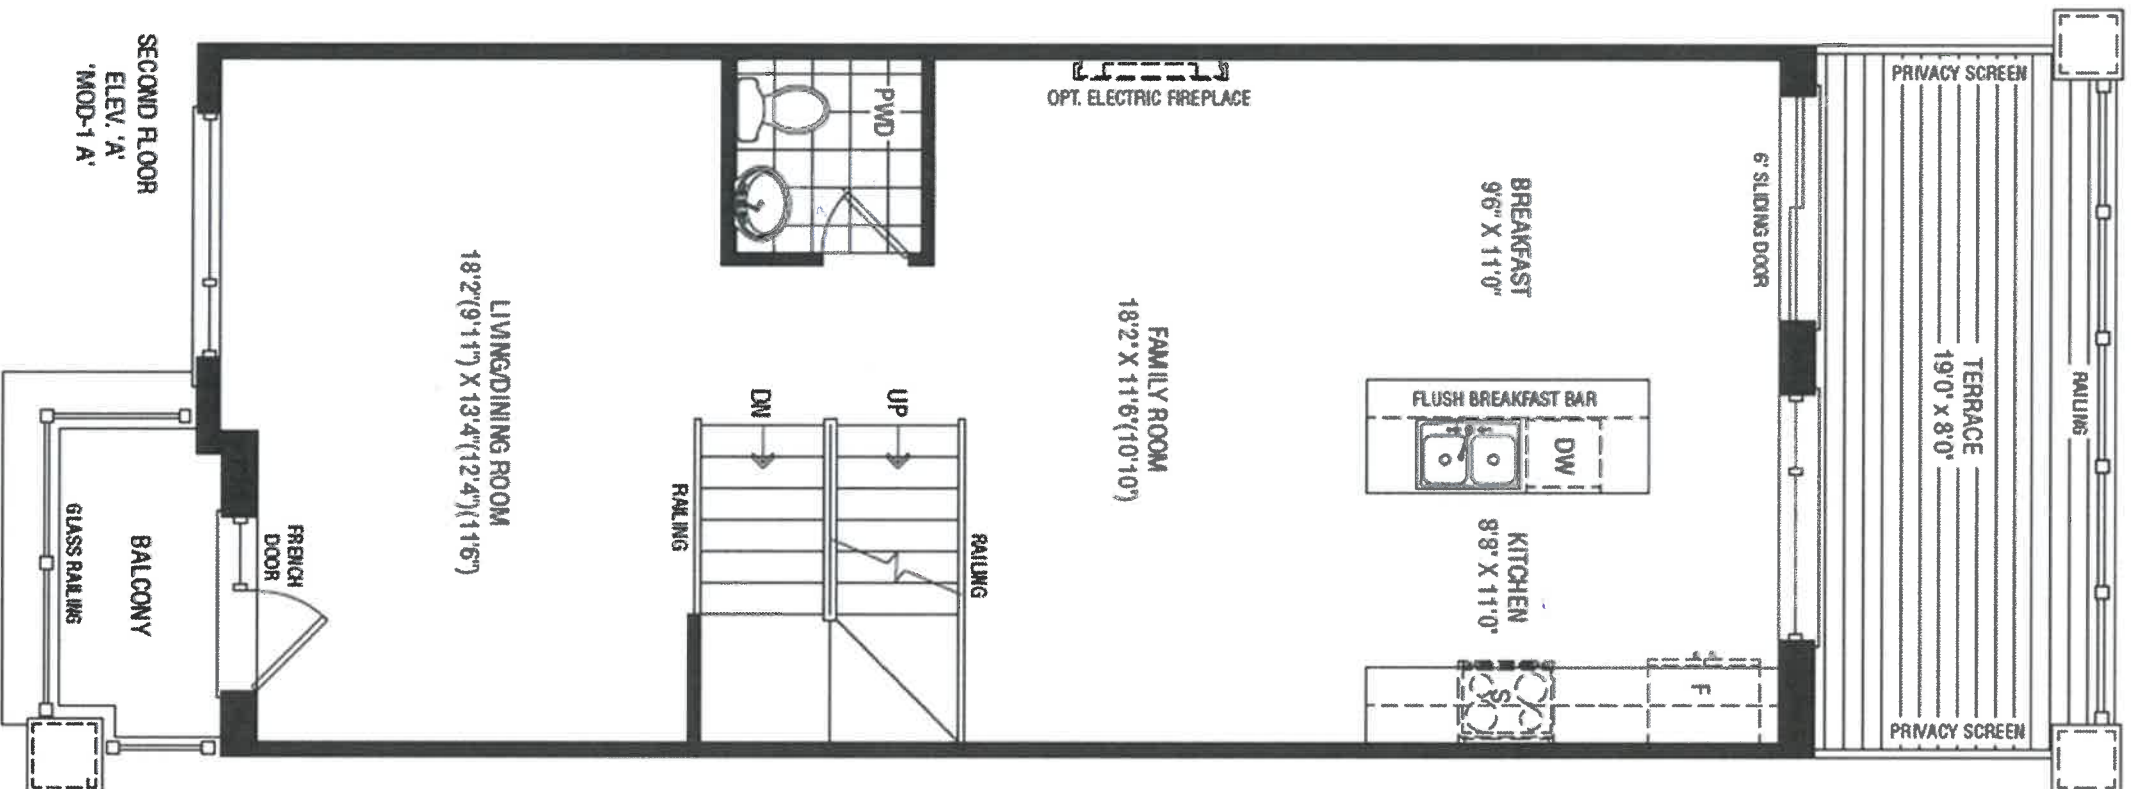 PRIVACY SCREEN
RAILING
TERRACE
19'0" x 8'0"
PRIVACY SCREEN
6' SLIDING DOOR
BREAKFAST
9'6" X 11'0"
FLUSH BREAKFAST BAR
DW
KITCHEN
8'8" X 11'0"
F
S
OPT. ELECTRIC FIREPLACE
FAMILY ROOM
18'2" X 11'6"(10'10")
PWD
UP
DN
RAILING
RAILING
LIVING/DINING ROOM
18'2"(9'11") X 13'4"(12'4")(11'6")
FRENCH
DOOR
BALCONY
GLASS RAILING
SECOND FLOOR
ELEV. 'A'
'MOD-1 A'